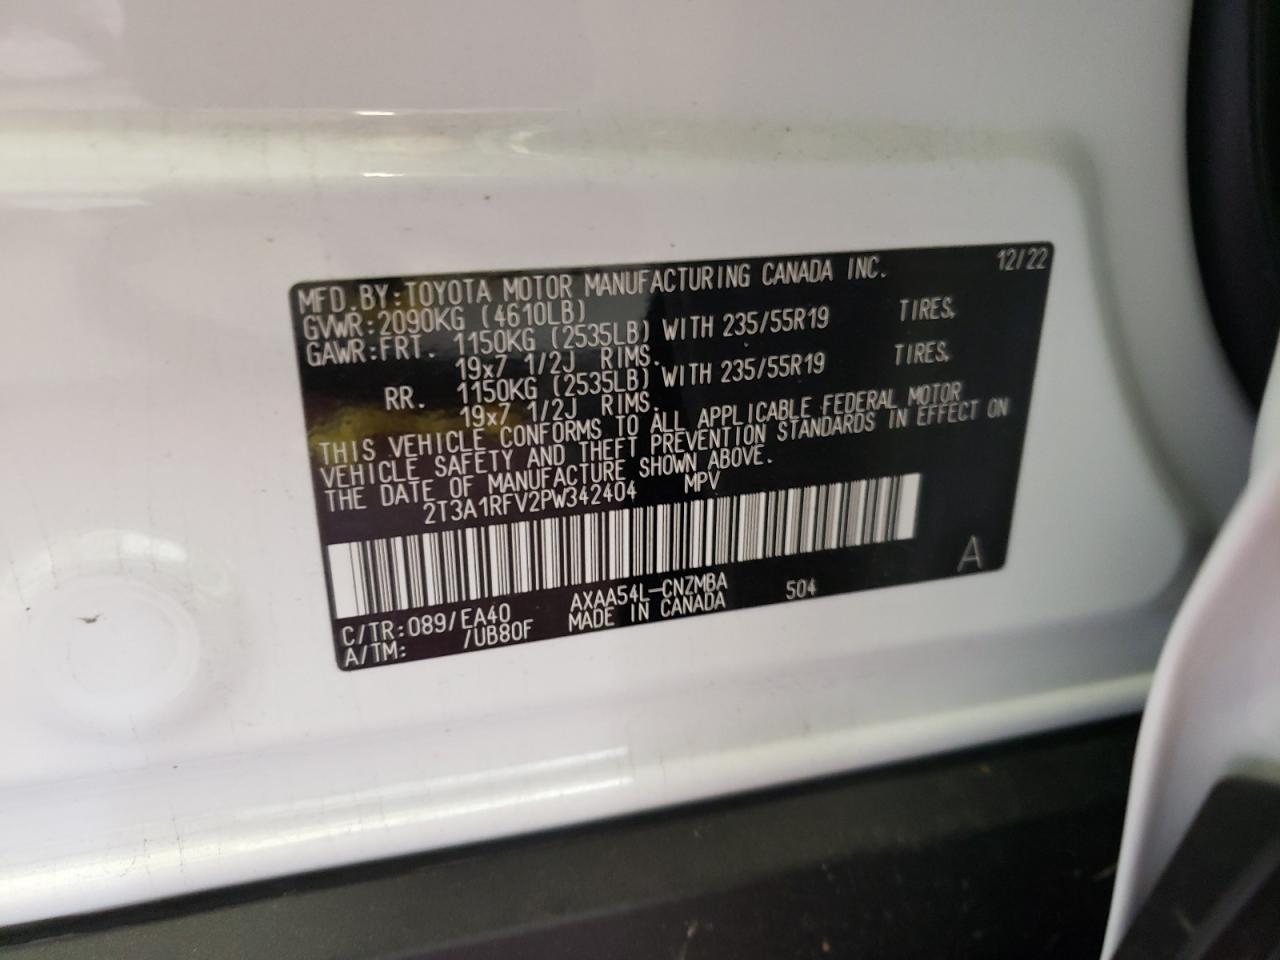 MFD. BY: TOYOTA MOTOR MANUFACTURING CANADA INC. 12/22
GVWR: 2090KG (4610LB)
GAWR: FRT. 1150KG (2535LB) WITH 235/55R19 TIRES,
19x7 1/2J RIMS.
RR. 1150KG (2535LB) WITH 235/55R19 TIRES,
19x7 1/2J RIMS.
THIS VEHICLE CONFORMS TO ALL APPLICABLE FEDERAL MOTOR
VEHICLE SAFETY AND THEFT PREVENTION STANDARDS IN EFFECT ON
THE DATE OF MANUFACTURE SHOWN ABOVE.
2T3A1RFV2PW342404 MPV
A
C/TR: 089/EA40 AXAA54L-CNZMBA 504
A/TM: /UB80F MADE IN CANADA